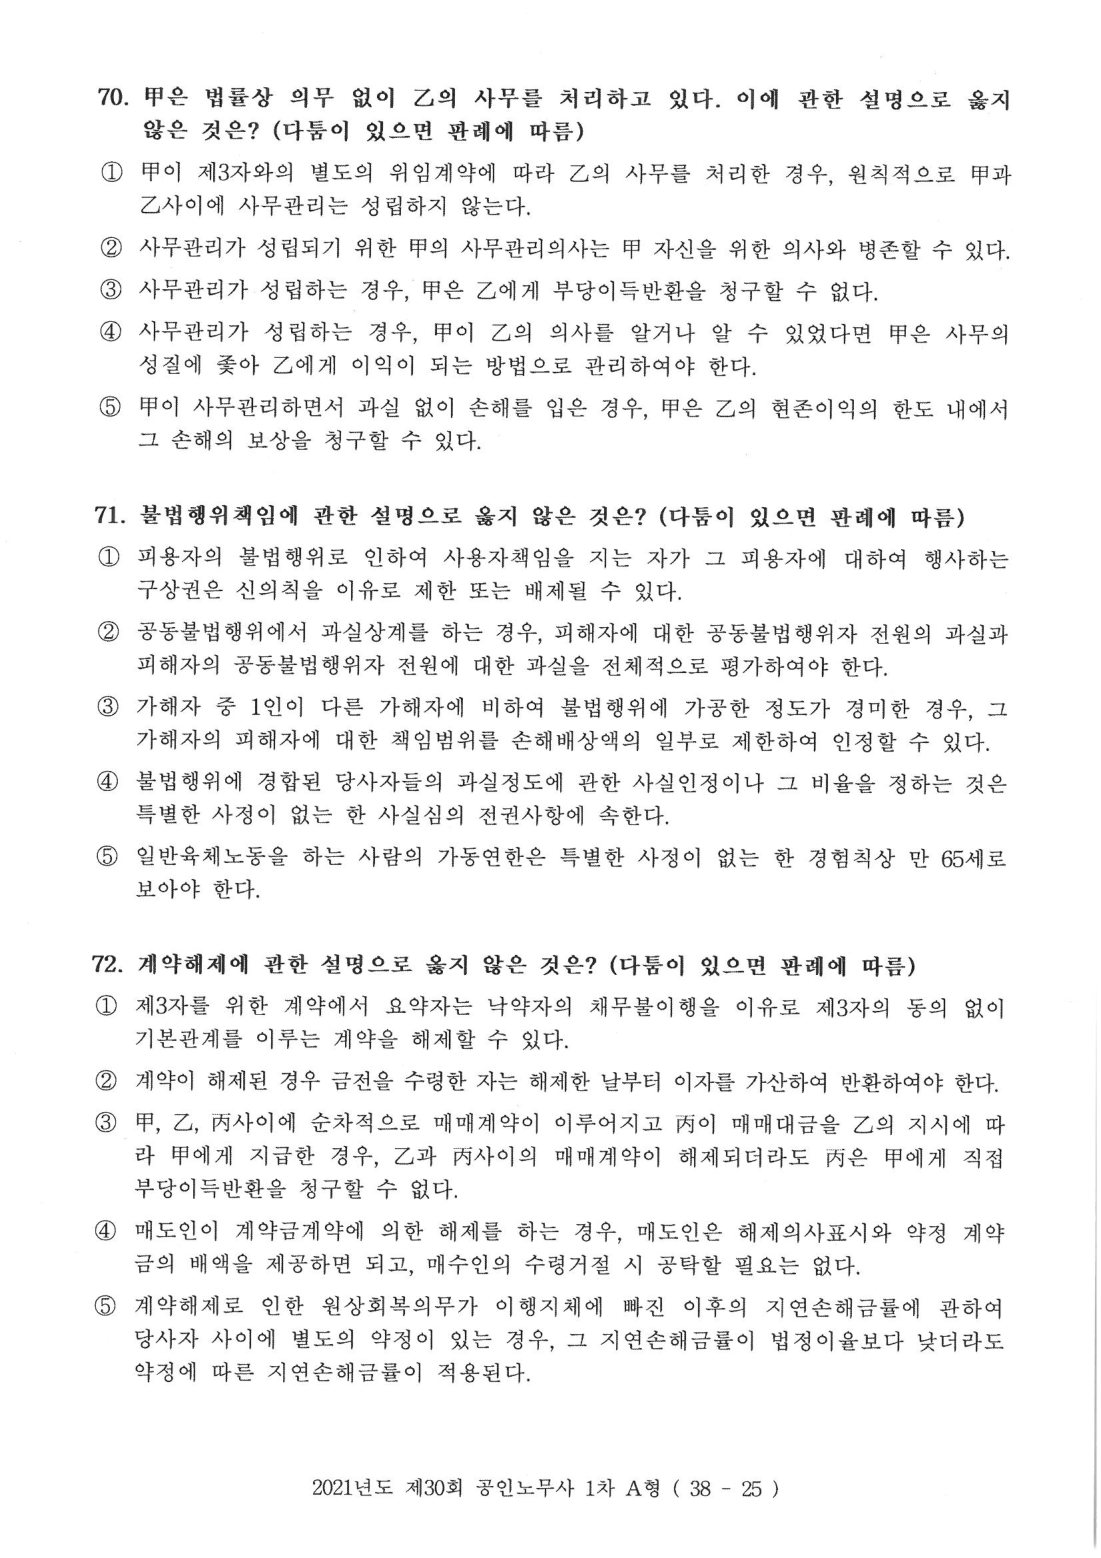 70. 甲은 법률상 의무 없이 乙의 사무를 처리하고 있다. 이에 관한 설명으로 옳지
않은 것은? (다툼이 있으면 판례에 따름)
① 甲이 제3자와의 별도의 위임계약에 따라 乙의 사무를 처리한 경우, 원칙적으로 甲과
乙사이에 사무관리는 성립하지 않는다.
② 사무관리가 성립되기 위한 甲의 사무관리의사는 甲 자신을 위한 의사와 병존할 수 있다.
③ 사무관리가 성립하는 경우, 甲은 乙에게 부당이득반환을 청구할 수 없다.
④ 사무관리가 성립하는 경우, 甲이 乙의 의사를 알거나 알 수 있었다면 甲은 사무의
성질에 좇아 乙에게 이익이 되는 방법으로 관리하여야 한다.
⑤ 甲이 사무관리하면서 과실 없이 손해를 입은 경우, 甲은 乙의 현존이익의 한도 내에서
그 손해의 보상을 청구할 수 있다.
71. 불법행위책임에 관한 설명으로 옳지 않은 것은? (다툼이 있으면 판례에 따름)
① 피용자의 불법행위로 인하여 사용자책임을 지는 자가 그 피용자에 대하여 행사하는
구상권은 신의칙을 이유로 제한 또는 배제될 수 있다.
② 공동불법행위에서 과실상계를 하는 경우, 피해자에 대한 공동불법행위자 전원의 과실과
피해자의 공동불법행위자 전원에 대한 과실을 전체적으로 평가하여야 한다.
③ 가해자 중 1인이 다른 가해자에 비하여 불법행위에 가공한 정도가 경미한 경우, 그
가해자의 피해자에 대한 책임범위를 손해배상액의 일부로 제한하여 인정할 수 있다.
④ 불법행위에 경합된 당사자들의 과실정도에 관한 사실인정이나 그 비율을 정하는 것은
특별한 사정이 없는 한 사실심의 전권사항에 속한다.
⑤ 일반육체노동을 하는 사람의 가동연한은 특별한 사정이 없는 한 경험칙상 만 65세로
보아야 한다.
72. 계약해제에 관한 설명으로 옳지 않은 것은? (다툼이 있으면 판례에 따름)
① 제3자를 위한 계약에서 요약자는 낙약자의 채무불이행을 이유로 제3자의 동의 없이
기본관계를 이루는 계약을 해제할 수 있다.
② 계약이 해제된 경우 금전을 수령한 자는 해제한 날부터 이자를 가산하여 반환하여야 한다.
③ 甲, 乙, 丙사이에 순차적으로 매매계약이 이루어지고 丙이 매매대금을 乙의 지시에 따
라 甲에게 지급한 경우, 乙과 丙사이의 매매계약이 해제되더라도 丙은 甲에게 직접
부당이득반환을 청구할 수 없다.
④ 매도인이 계약금계약에 의한 해제를 하는 경우, 매도인은 해제의사표시와 약정 계약
금의 배액을 제공하면 되고, 매수인의 수령거절 시 공탁할 필요는 없다.
⑤ 계약해제로 인한 원상회복의무가 이행지체에 빠진 이후의 지연손해금률에 관하여
당사자 사이에 별도의 약정이 있는 경우, 그 지연손해금률이 법정이율보다 낮더라도
약정에 따른 지연손해금률이 적용된다.
2021년도 제30회 공인노무사 1차 A형 ( 38 - 25 )